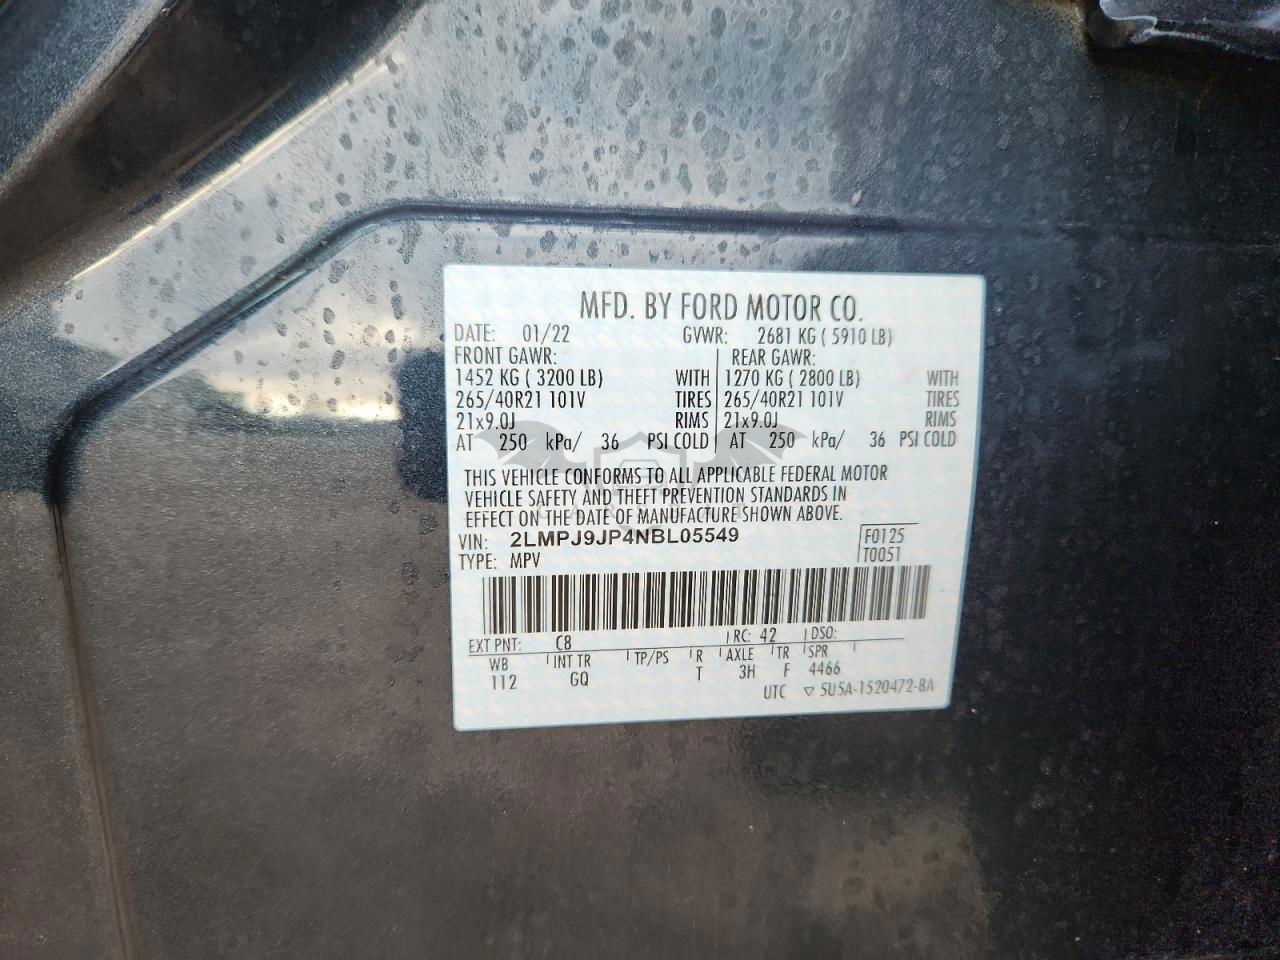 MFD. BY FORD MOTOR CO.
DATE: 01/22 GVWR: 2681 KG ( 5910 LB)
FRONT GAWR: REAR GAWR:
1452 KG ( 3200 LB) WITH 1270 KG ( 2800 LB) WITH
265/40R21 101V TIRES 265/40R21 101V TIRES
21x9.0J RIMS 21x9.0J RIMS
AT 250 kPa/ 36 PSI COLD AT 250 kPa/ 36 PSI COLD
THIS VEHICLE CONFORMS TO ALL APPLICABLE FEDERAL MOTOR
VEHICLE SAFETY AND THEFT PREVENTION STANDARDS IN
EFFECT ON THE DATE OF MANUFACTURE SHOWN ABOVE.
VIN: 2LMPJ9JP4NBL05549 F0125
TYPE: MPV T0051
EXT PNT: C8 RC: 42 DSO:
WB INT TR TP/PS R AXLE TR SPR
112 GQ T 3H F 4466
UTC ▽ 5U5A-1520472-BA